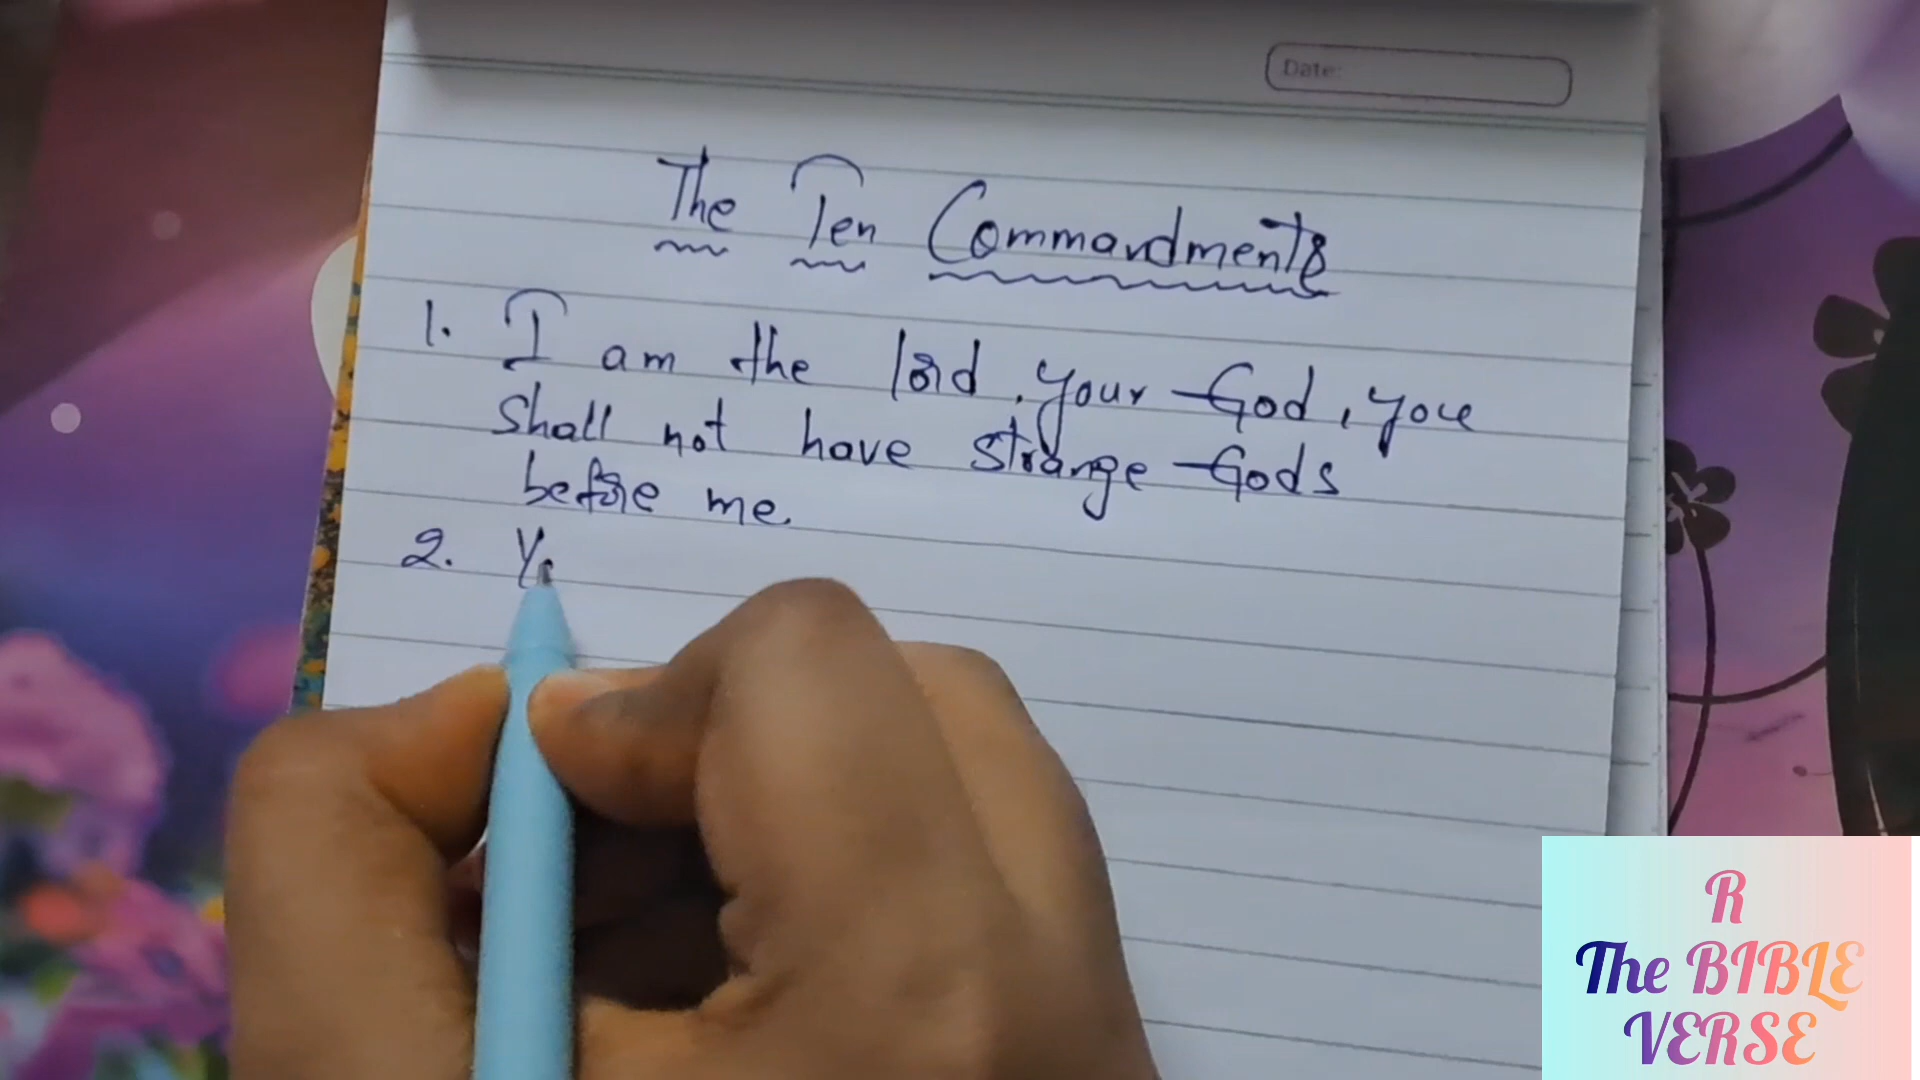 Date:
The Ten Commandments
1. I am the lord, your God, you
shall not have strange Gods
before me.
2. Yo
R
The BIBLE
VERSE